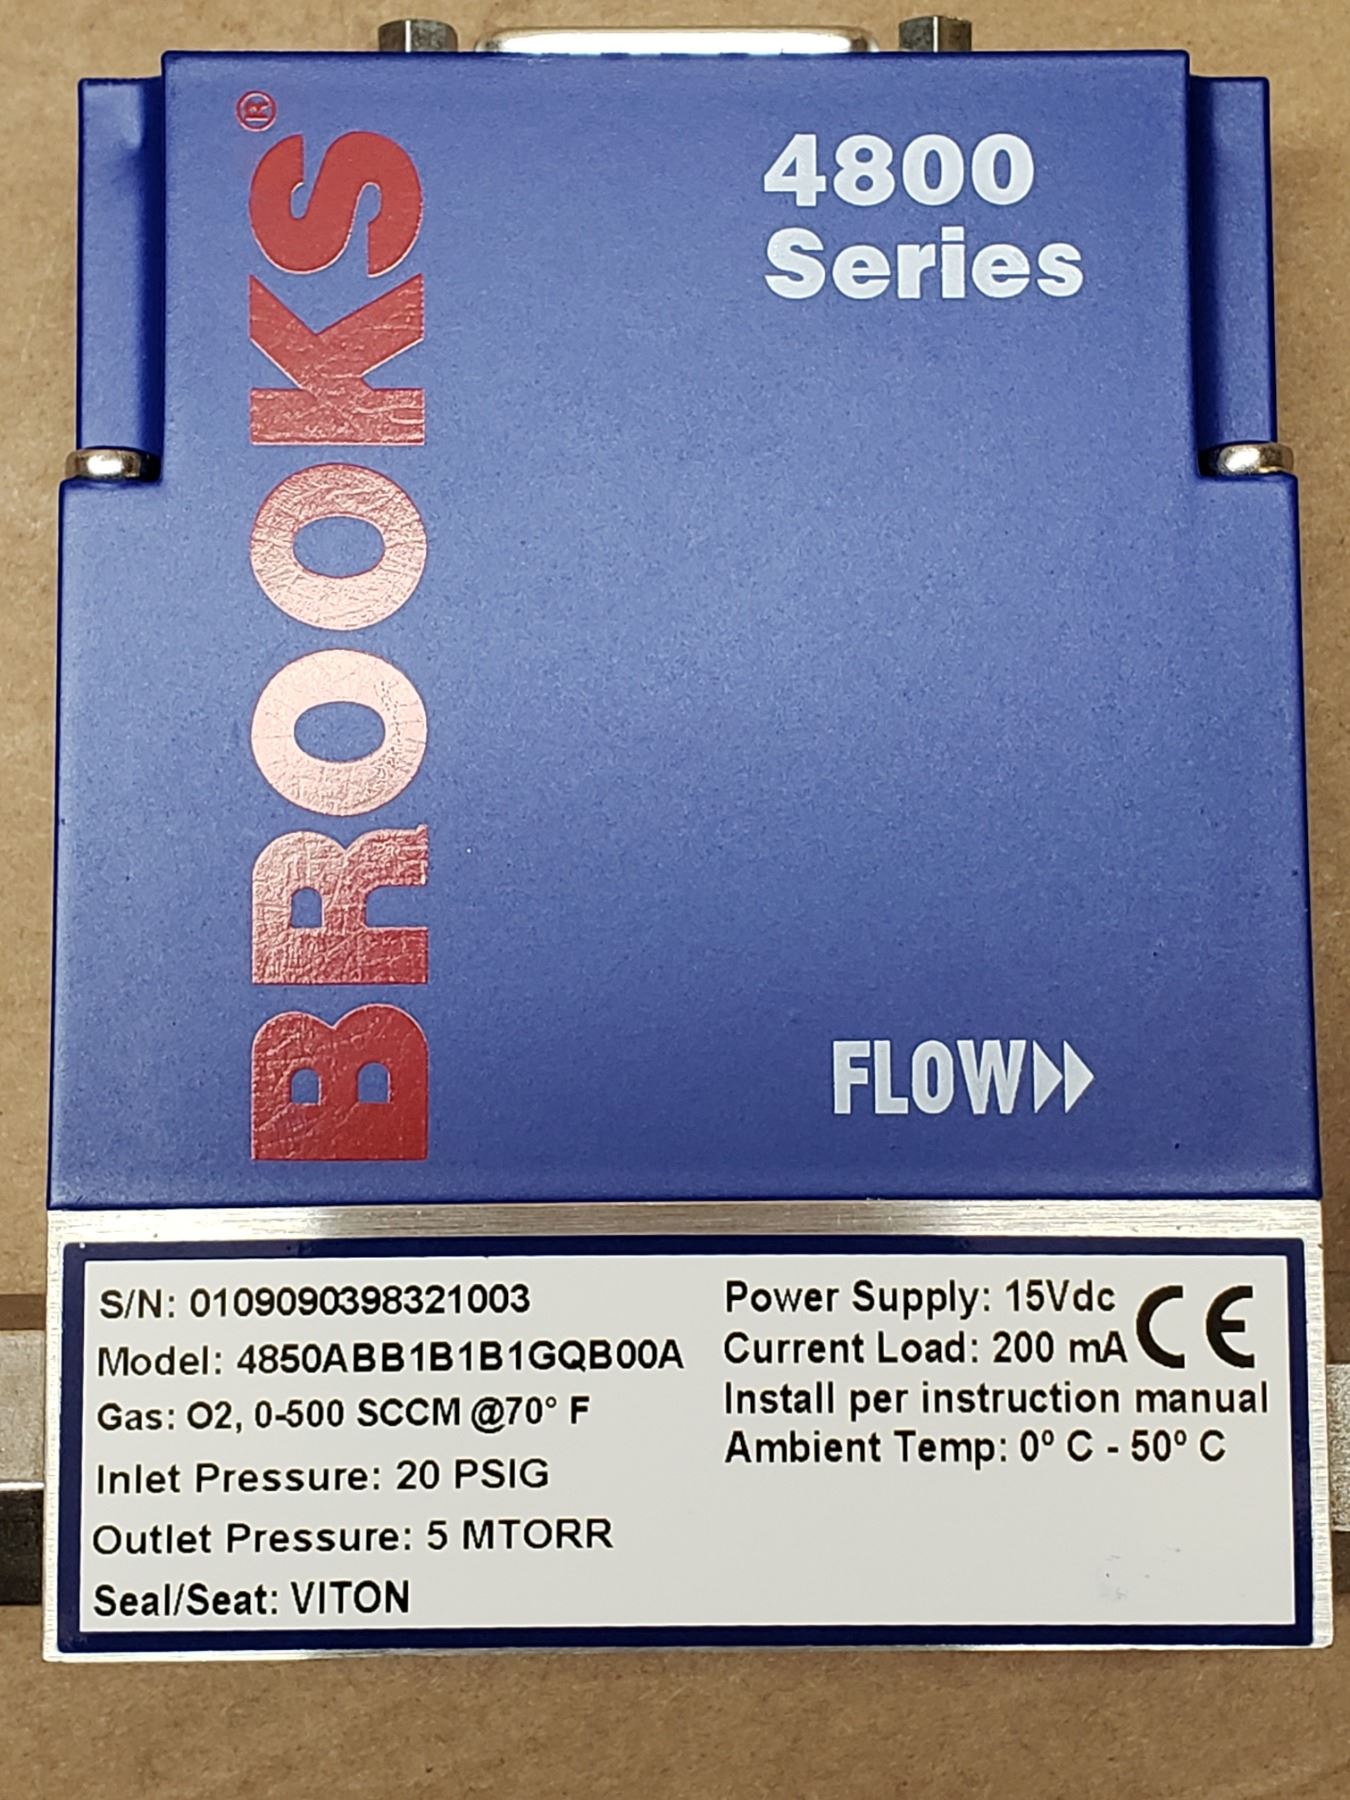 BROOKS®
4800
Series
FLOW
S/N: 0109090398321003
Model: 4850ABB1B1B1GQB00A
Gas: O2, 0-500 SCCM @70° F
Inlet Pressure: 20 PSIG
Outlet Pressure: 5 MTORR
Seal/Seat: VITON
Power Supply: 15Vdc
Current Load: 200 mA
CE
Install per instruction manual
Ambient Temp: 0º C - 50º C